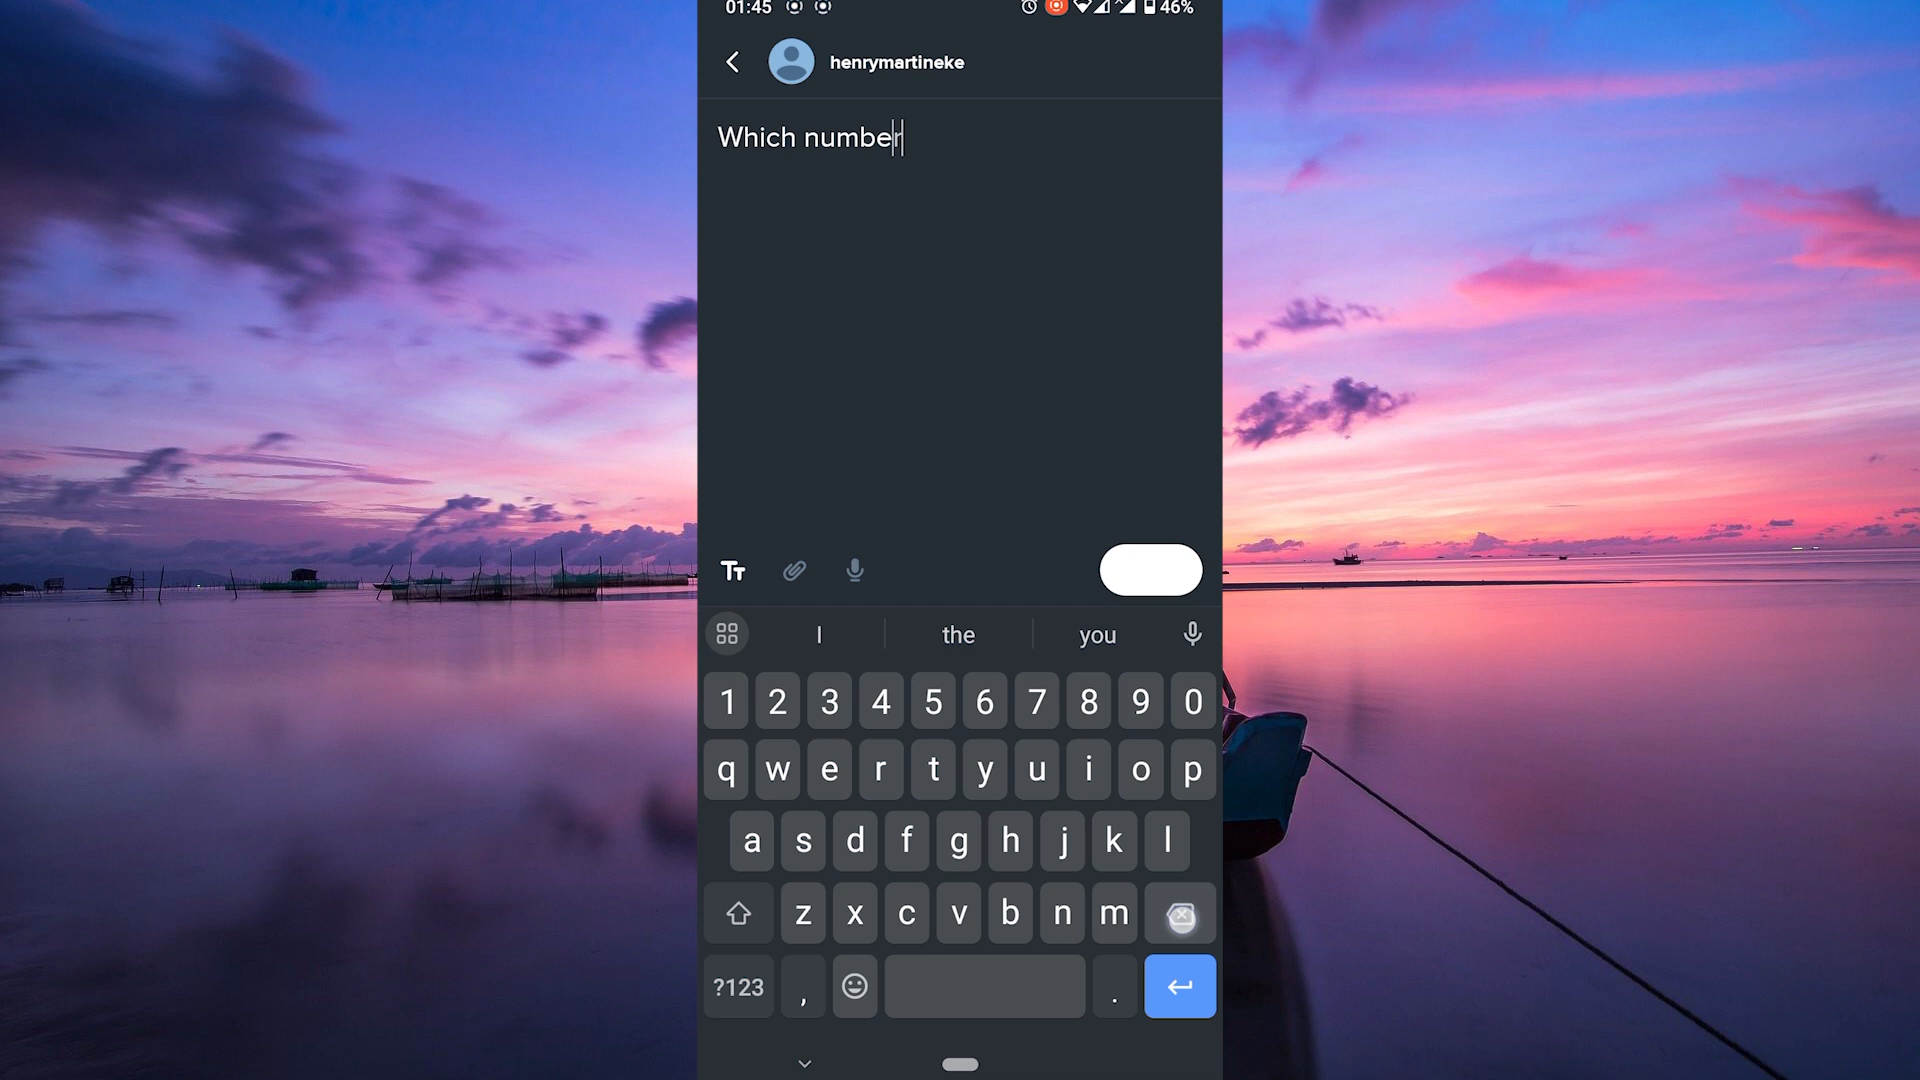 01:45 46%
henrymartineke
Which number
Tт
I the you
1 2 3 4 5 6 7 8 9 0
q w e r t y u i o p
a s d f g h j k l
z x c v b n m
?123 , .